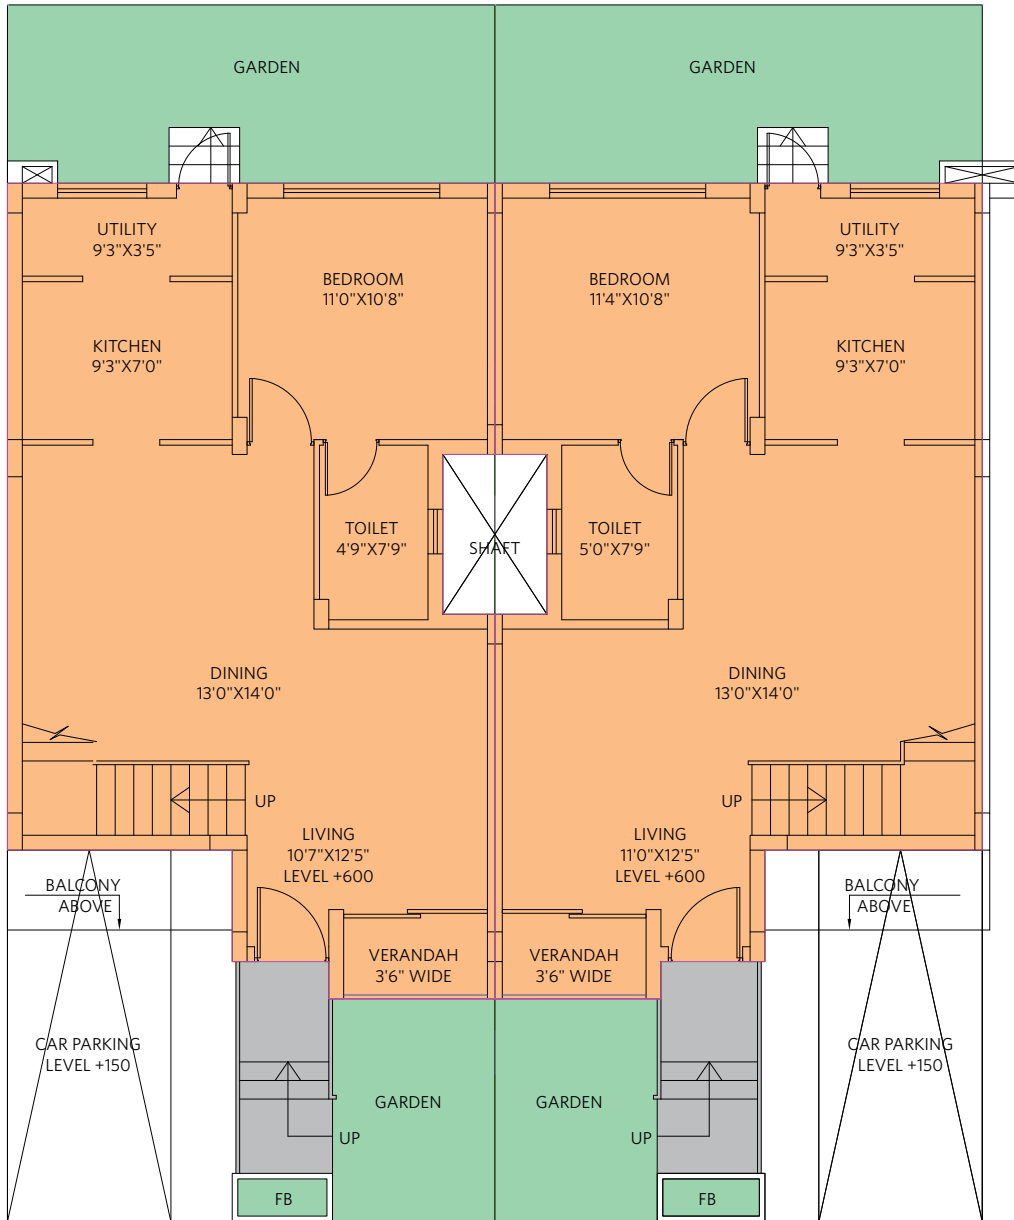 GARDEN
GARDEN
UTILITY
9'3"X3'5"
UTILITY
9'3"X3'5"
BEDROOM
11'0"X10'8"
BEDROOM
11'4"X10'8"
KITCHEN
9'3"X7'0"
KITCHEN
9'3"X7'0"
TOILET
4'9"X7'9"
SHAFT
TOILET
5'0"X7'9"
DINING
13'0"X14'0"
DINING
13'0"X14'0"
UP
UP
LIVING
10'7"X12'5"
LEVEL +600
LIVING
11'0"X12'5"
LEVEL +600
BALCONY
ABOVE
BALCONY
ABOVE
VERANDAH
3'6" WIDE
VERANDAH
3'6" WIDE
CAR PARKING
LEVEL +150
CAR PARKING
LEVEL +150
GARDEN
GARDEN
UP
UP
FB
FB